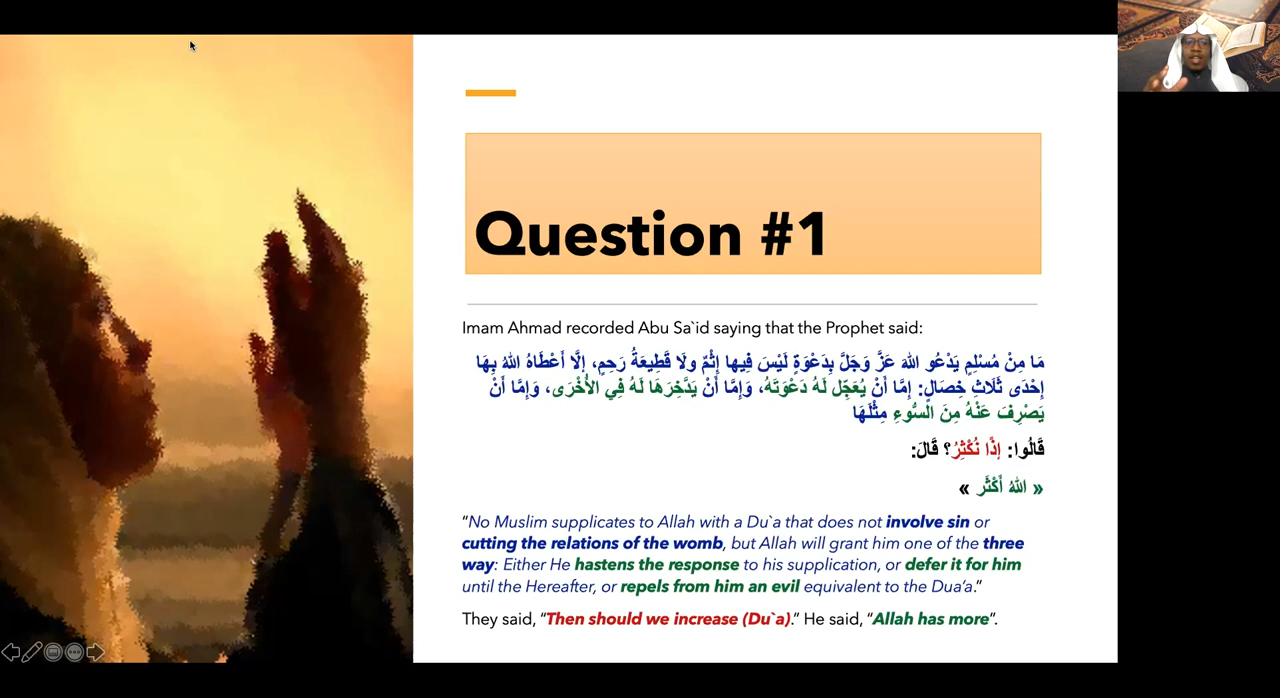 Question #1
Imam Ahmad recorded Abu Sa`id saying that the Prophet said:
مَا مِنْ مُسْلِمٍ يَدْعُو اللهَ عَزَّ وَجَلَّ بِدَعْوَةٍ لَيْسَ فِيها إِثْمٌ ولَا قَطِيعَةُ رَحِمٍ، إِلَّا أَعْطَاهُ اللهُ بِهَا
إِحْدَى ثَلَاثِ خِصَالٍ: إِمَّا أَنْ يُعَجِّل لَهُ دَعْوَتَهُ، وَإِمَّا أَنْ يَدَّخِرَهَا لَهُ فِي الأُخْرَى، وَإِمَّا أَنْ
يَصْرِفَ عَنْهُ مِنَ السُّوءِ مِثْلَهَا
قَالُوا: إِذًا نُكْثِرُ؟ قَالَ:
« اللهُ أَكْثَر »
“No Muslim supplicates to Allah with a Du`a that does not involve sin or
cutting the relations of the womb, but Allah will grant him one of the three
way: Either He hastens the response to his supplication, or defer it for him
until the Hereafter, or repels from him an evil equivalent to the Dua’a.”
They said, “Then should we increase (Du`a).” He said, “Allah has more”.